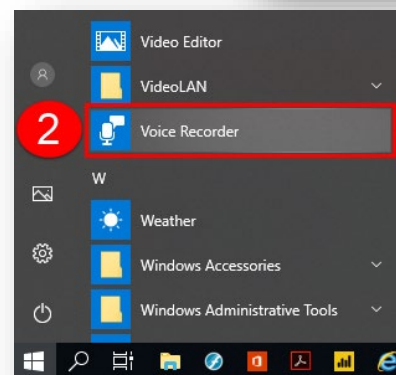 Video Editor
VideoLAN
2
Voice Recorder
W
Weather
Windows Accessories
Windows Administrative Tools